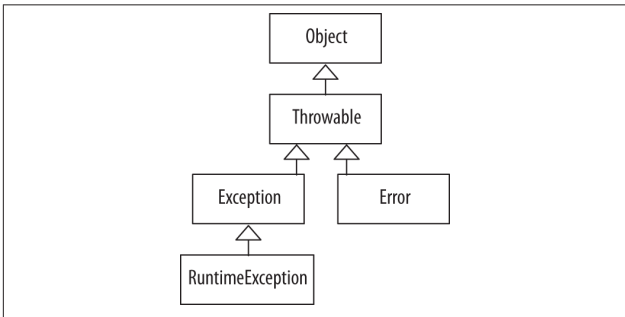 Object
Throwable
Exception
Error
RuntimeException